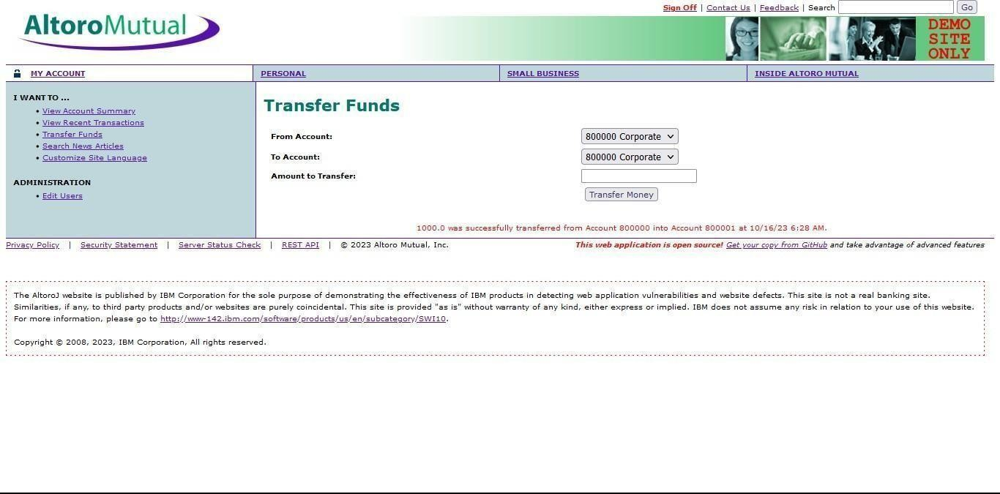 Sign Off | Contact Us | Feedback | Search Go
AltoroMutual
DEMO
SITE
ONLY
MY ACCOUNT PERSONAL SMALL BUSINESS INSIDE ALTORO MUTUAL
I WANT TO ...
• View Account Summary
• View Recent Transactions
• Transfer Funds
• Search News Articles
• Customize Site Language
ADMINISTRATION
• Edit Users
Transfer Funds
From Account: 800000 Corporate
To Account: 800000 Corporate
Amount to Transfer:
Transfer Money
1000.0 was successfully transferred from Account 800000 into Account 800001 at 10/16/23 6:28 AM.
Privacy Policy | Security Statement | Server Status Check | REST API | © 2023 Altoro Mutual, Inc. This web application is open source! Get your copy from GitHub and take advantage of advanced features
The AltoroJ website is published by IBM Corporation for the sole purpose of demonstrating the effectiveness of IBM products in detecting web application vulnerabilities and website defects. This site is not a real banking site.
Similarities, if any, to third party products and/or websites are purely coincidental. This site is provided "as is" without warranty of any kind, either express or implied. IBM does not assume any risk in relation to your use of this website.
For more information, please go to http://www-142.ibm.com/software/products/us/en/subcategory/SWI10.
Copyright © 2008, 2023, IBM Corporation, All rights reserved.